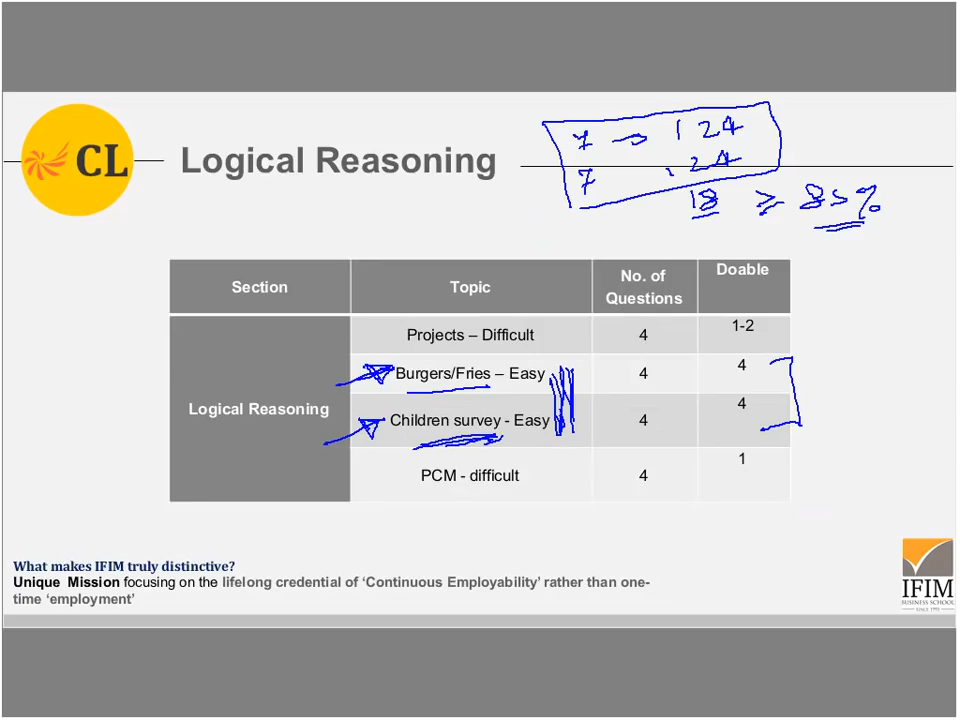 CL
Logical Reasoning
7 → 124
7 124
18 ≥ 85%
Section Topic No. of Questions Doable
Logical Reasoning
Projects – Difficult 4 1-2
Burgers/Fries – Easy 4 4
Children survey - Easy 4 4
PCM - difficult 4 1
What makes IFIM truly distinctive?
Unique Mission focusing on the lifelong credential of ‘Continuous Employability’ rather than one-
time ‘employment’
IFIM
BUSINESS SCHOOL
SINCE 1995